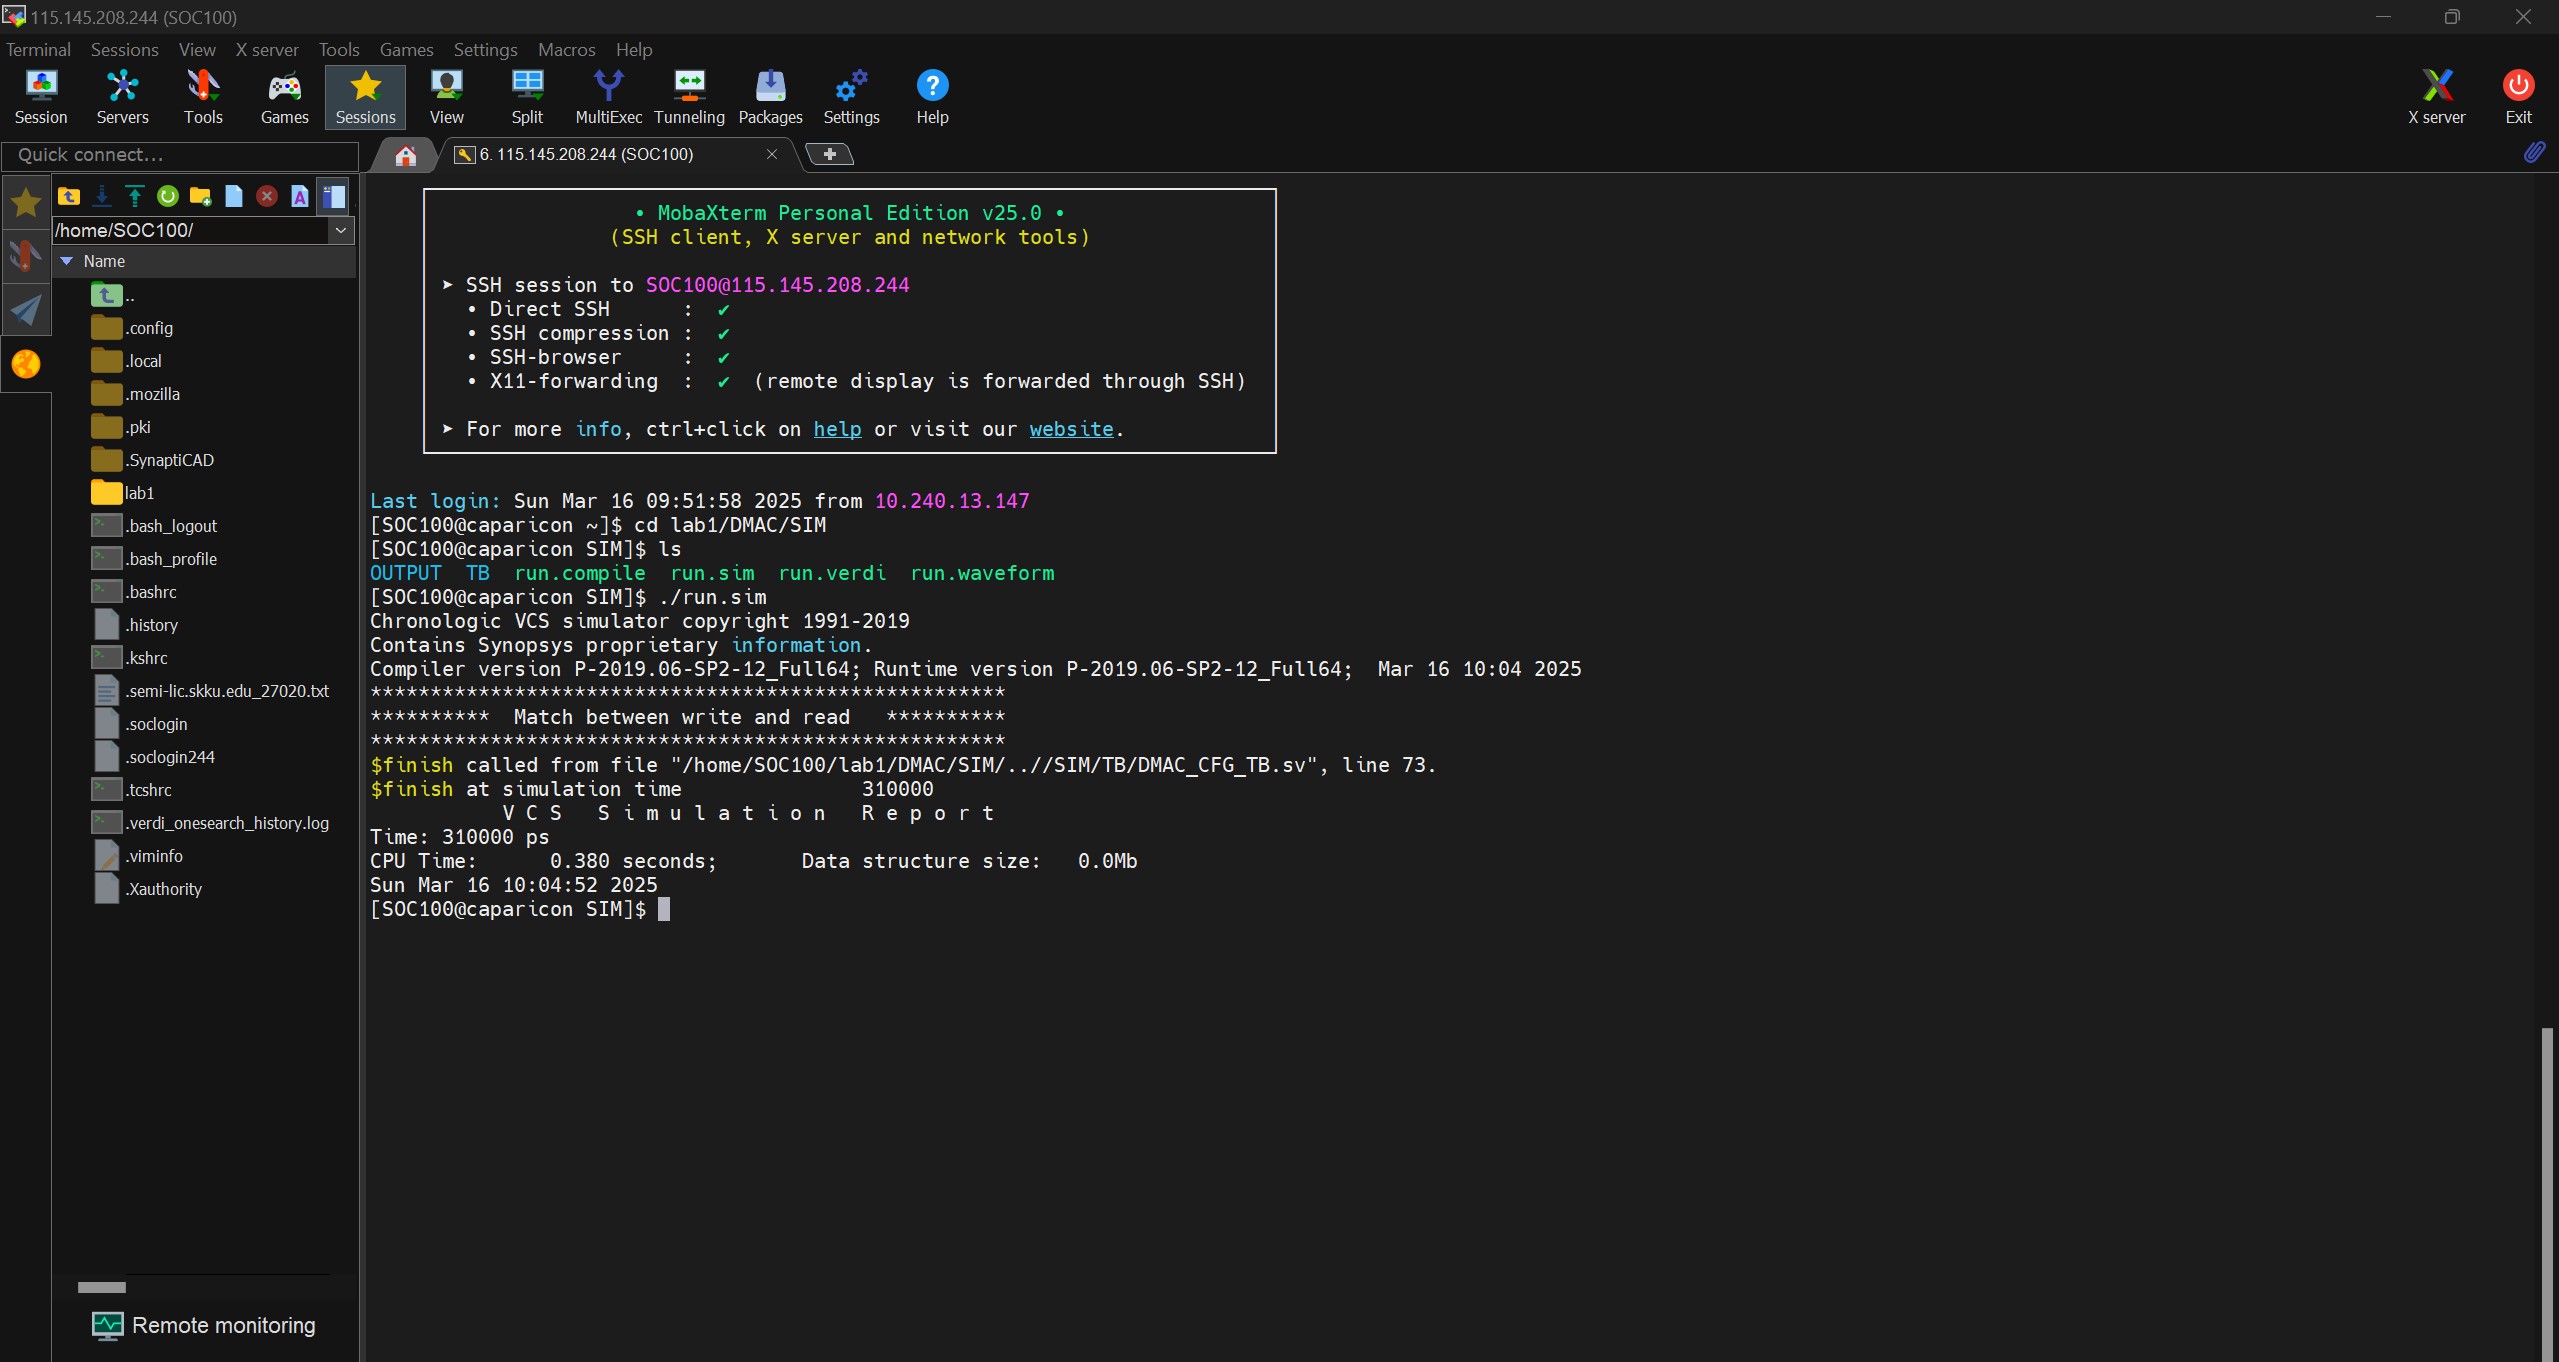 115.145.208.244 (SOC100)
Terminal Sessions View X server Tools Games Settings Macros Help
Session Servers Tools Games Sessions View Split MultiExec Tunneling Packages Settings Help X server Exit
Quick connect...
6. 115.145.208.244 (SOC100)
/home/SOC100/
Name
..
.config
.local
.mozilla
.pki
.SynaptiCAD
lab1
.bash_logout
.bash_profile
.bashrc
.history
.kshrc
.semi-lic.skku.edu_27020.txt
.soclogin
.soclogin244
.tcshrc
.verdi_onesearch_history.log
.viminfo
.Xauthority
Remote monitoring
• MobaXterm Personal Edition v25.0 •
(SSH client, X server and network tools)
➤ SSH session to SOC100@115.145.208.244
• Direct SSH : ✔
• SSH compression : ✔
• SSH-browser : ✔
• X11-forwarding : ✔ (remote display is forwarded through SSH)
➤ For more info, ctrl+click on help or visit our website.
Last login: Sun Mar 16 09:51:58 2025 from 10.240.13.147
[SOC100@caparicon ~]$ cd lab1/DMAC/SIM
[SOC100@caparicon SIM]$ ls
OUTPUT TB run.compile run.sim run.verdi run.waveform
[SOC100@caparicon SIM]$ ./run.sim
Chronologic VCS simulator copyright 1991-2019
Contains Synopsys proprietary information.
Compiler version P-2019.06-SP2-12_Full64; Runtime version P-2019.06-SP2-12_Full64; Mar 16 10:04 2025
*****************************************************
********** Match between write and read **********
*****************************************************
$finish called from file "/home/SOC100/lab1/DMAC/SIM/..//SIM/TB/DMAC_CFG_TB.sv", line 73.
$finish at simulation time 310000
V C S S i m u l a t i o n R e p o r t
Time: 310000 ps
CPU Time: 0.380 seconds; Data structure size: 0.0Mb
Sun Mar 16 10:04:52 2025
[SOC100@caparicon SIM]$